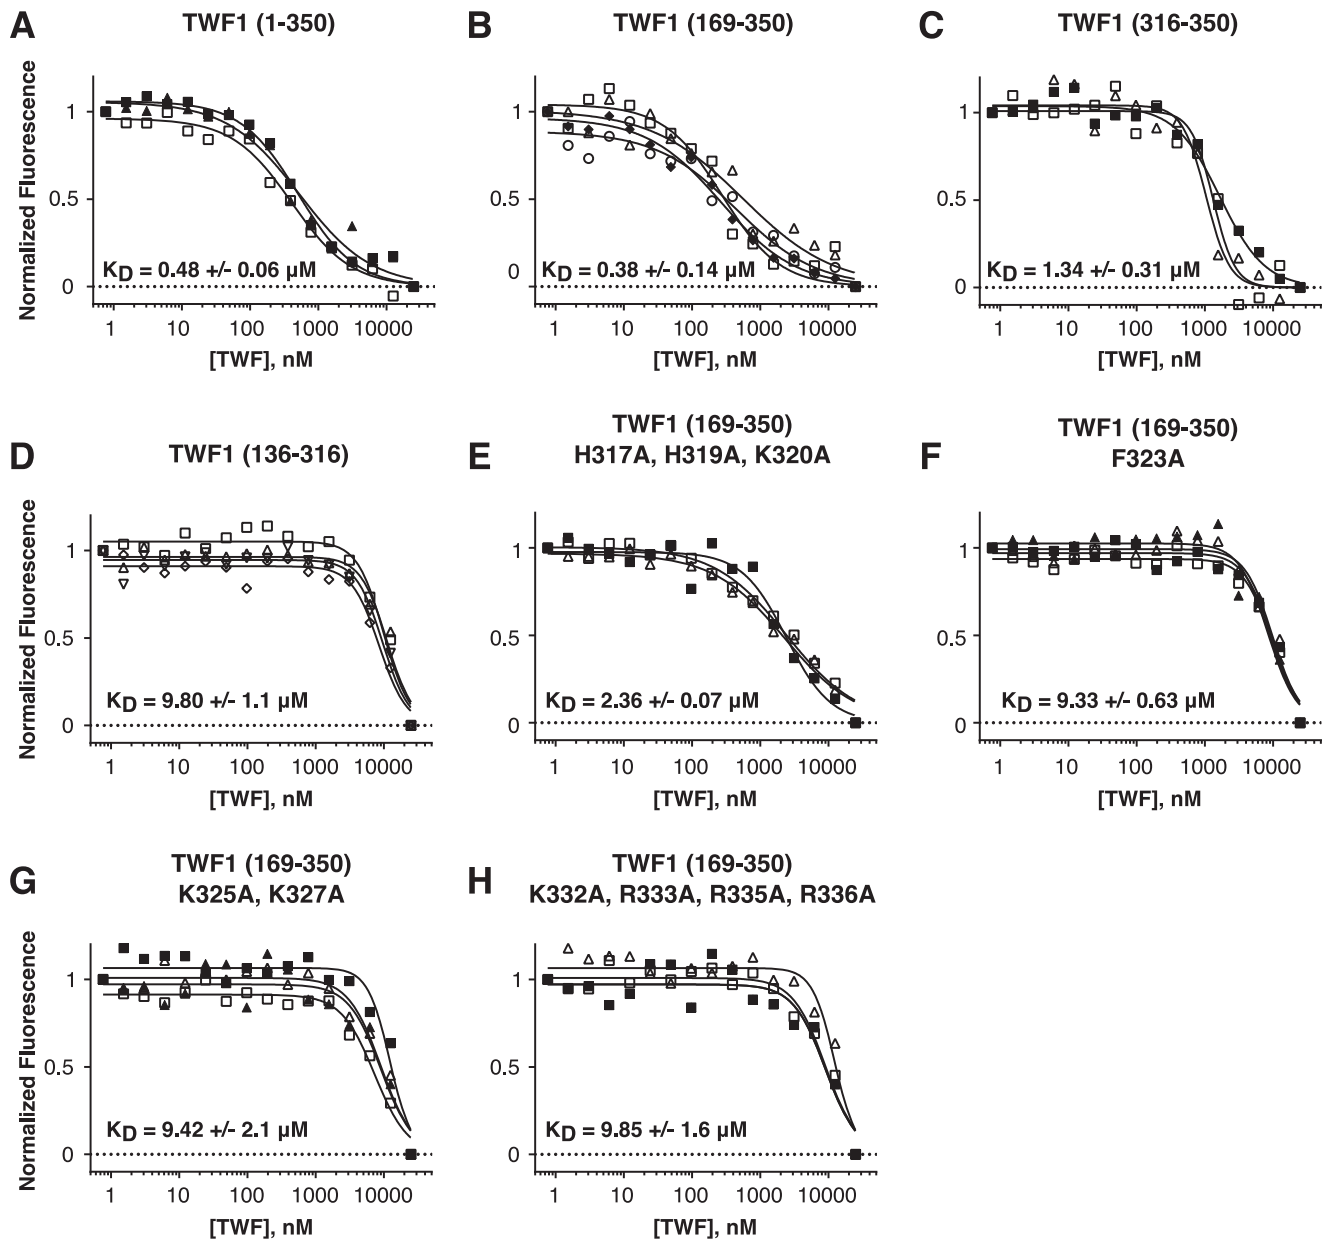 A
TWF1 (1-350)
Normalized Fluorescence
1
0.5
0
K_D = 0.48 +/- 0.06 µM
1 10 100 1000 10000
[TWF], nM
B
TWF1 (169-350)
1
0.5
0
K_D = 0.38 +/- 0.14 µM
1 10 100 1000 10000
[TWF], nM
C
TWF1 (316-350)
1
0.5
0
K_D = 1.34 +/- 0.31 µM
1 10 100 1000 10000
[TWF], nM
D
TWF1 (136-316)
Normalized Fluorescence
1
0.5
0
K_D = 9.80 +/- 1.1 µM
1 10 100 1000 10000
[TWF], nM
E
TWF1 (169-350)
H317A, H319A, K320A
1
0.5
0
K_D = 2.36 +/- 0.07 µM
1 10 100 1000 10000
[TWF], nM
F
TWF1 (169-350)
F323A
1
0.5
0
K_D = 9.33 +/- 0.63 µM
1 10 100 1000 10000
[TWF], nM
G
TWF1 (169-350)
K325A, K327A
Normalized Fluorescence
1
0.5
0
K_D = 9.42 +/- 2.1 µM
1 10 100 1000 10000
[TWF], nM
H
TWF1 (169-350)
K332A, R333A, R335A, R336A
1
0.5
0
K_D = 9.85 +/- 1.6 µM
1 10 100 1000 10000
[TWF], nM